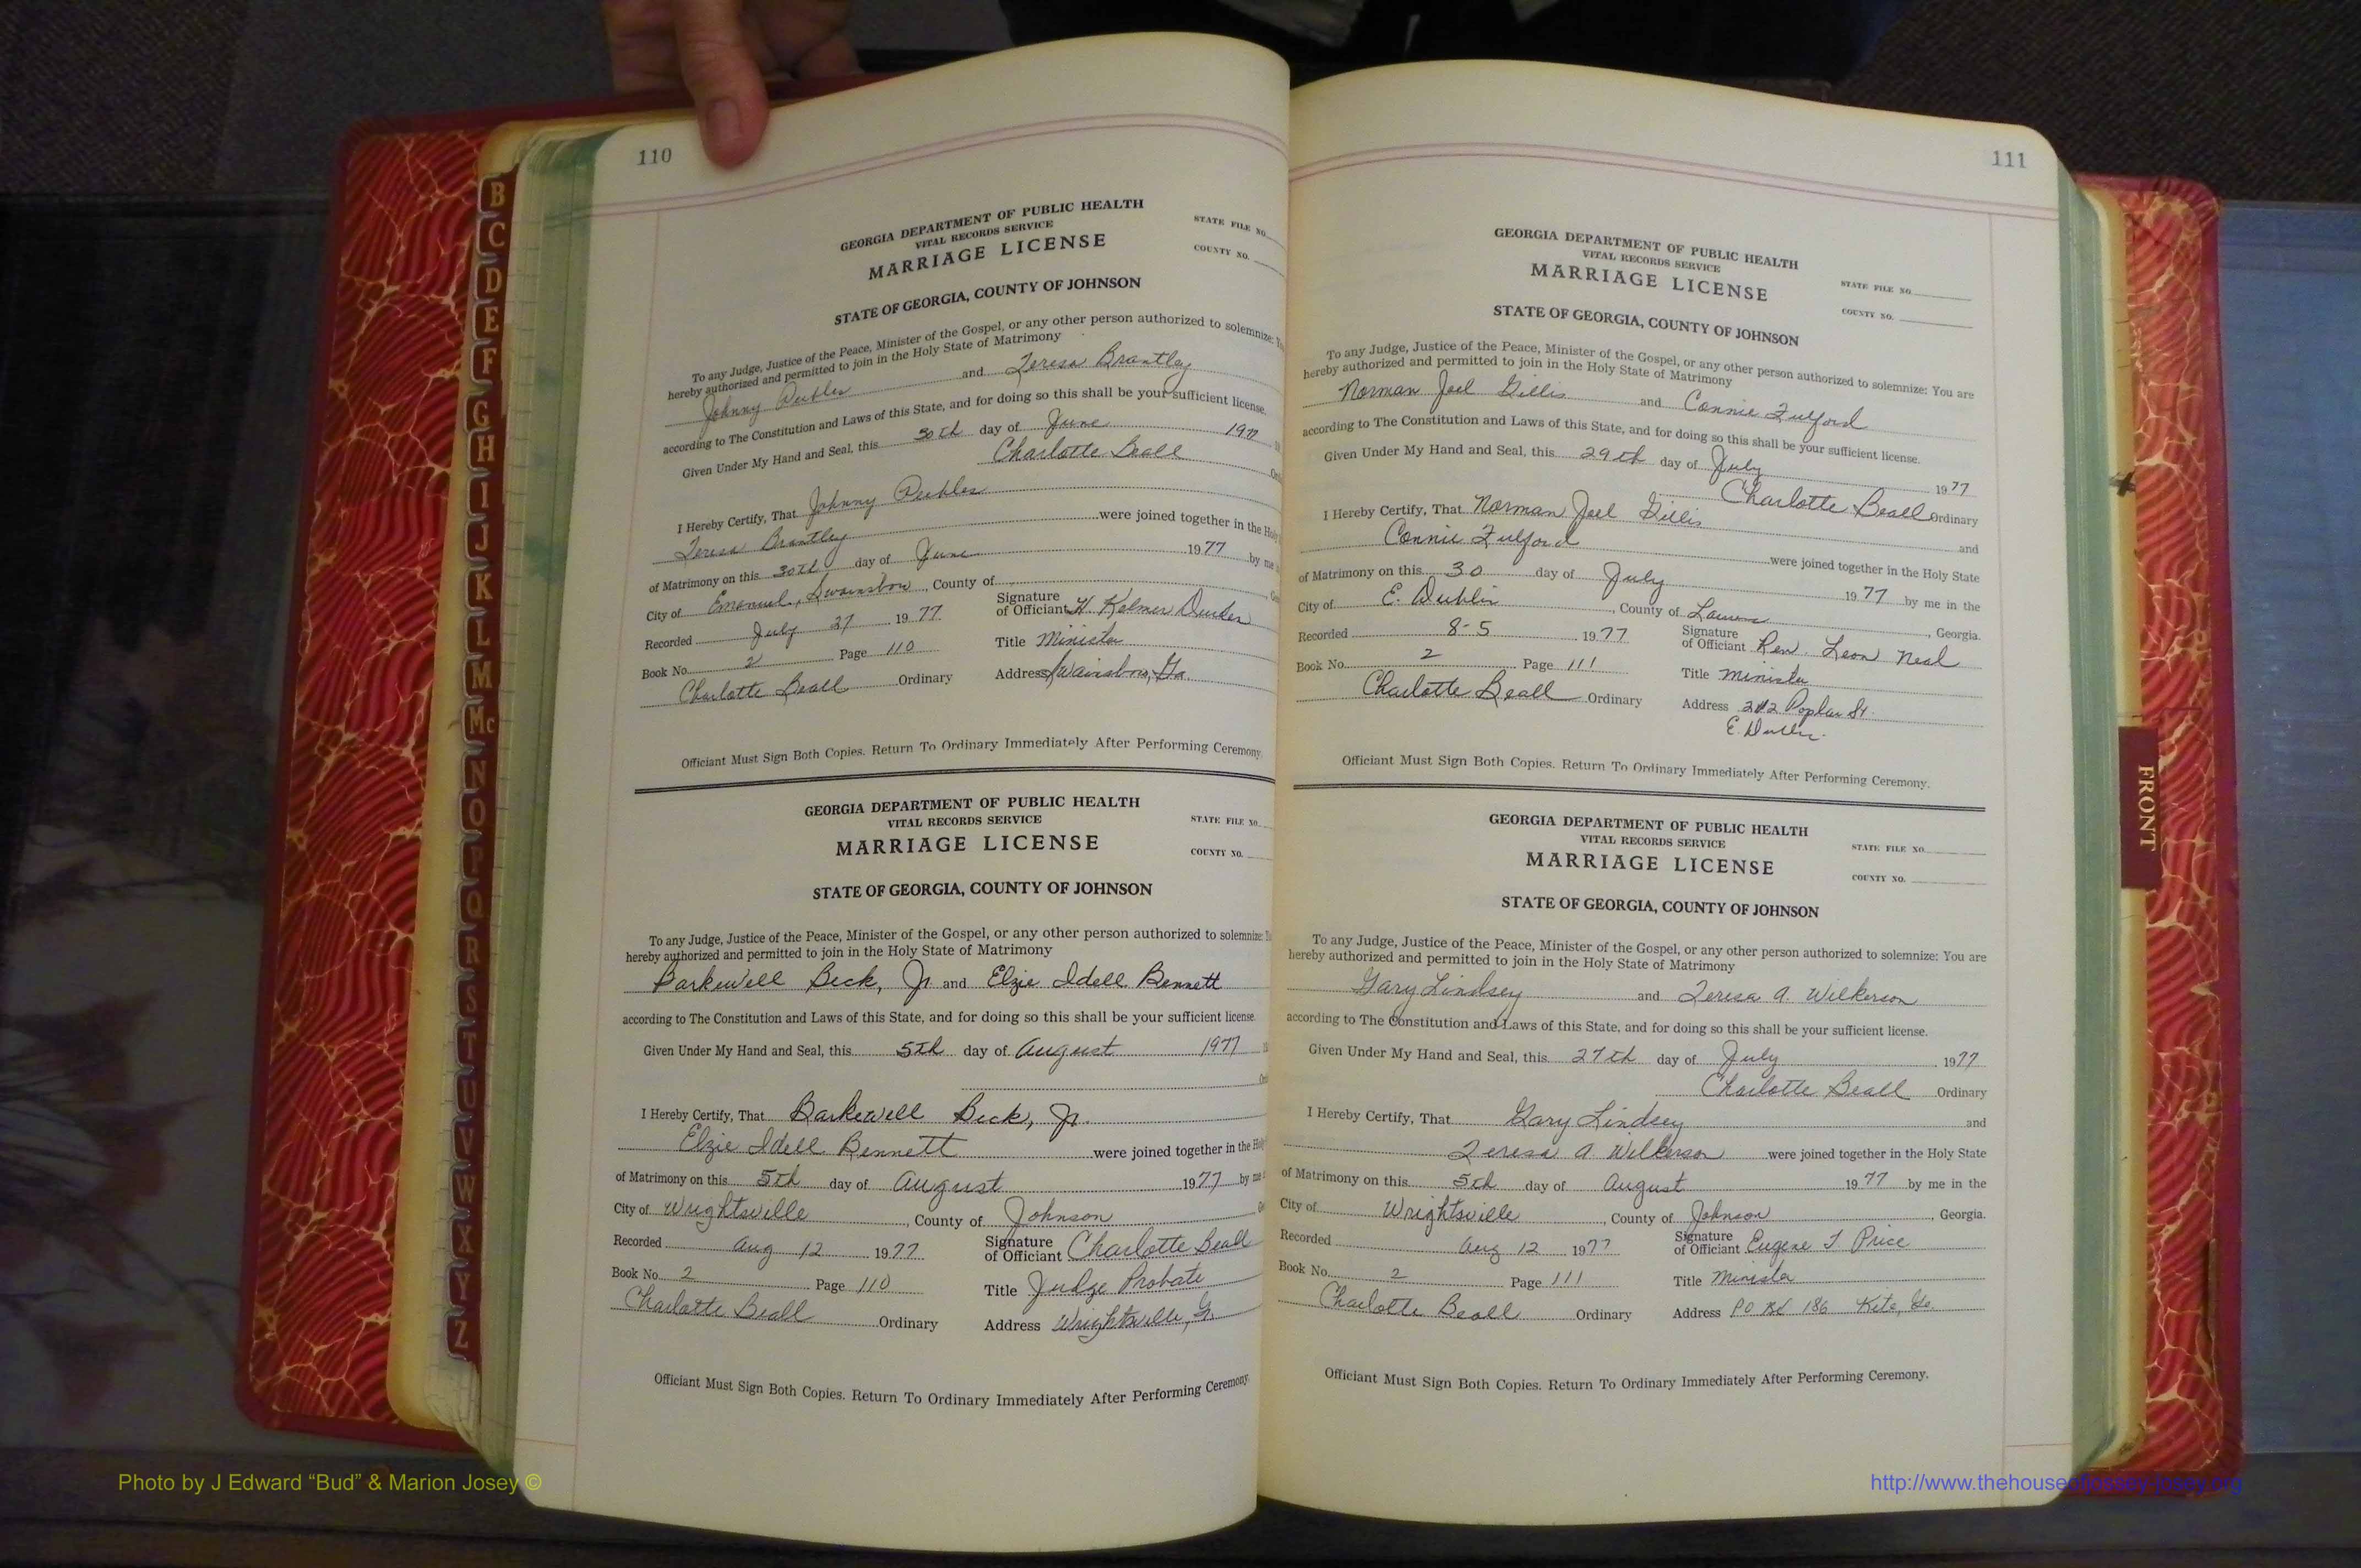 110
GEORGIA DEPARTMENT OF PUBLIC HEALTH
VITAL RECORDS SERVICE
MARRIAGE LICENSE
STATE FILE NO.
COUNTY NO.
STATE OF GEORGIA, COUNTY OF JOHNSON
To any Judge, Justice of the Peace, Minister of the Gospel, or any other person authorized to solemnize:
hereby authorized and permitted to join in the Holy State of Matrimony
Johnny Peebles and Teresa Brantley
according to The Constitution and Laws of this State, and for doing so this shall be your sufficient license.
Given Under My Hand and Seal, this 30th day of June 1977
Charlotte Beall
I Hereby Certify, That Johnny Peebles
Teresa Brantley were joined together in the Holy
of Matrimony on this 30th day of June 1977 by me
City of Emanuel, Swainsboro, County of
Recorded July 27 1977 Signature of Officiant H. Kelmer
Book No. 2 Page 110 Title Minister
Charlotte Beall Ordinary Address Swainsboro, Ga.
Officiant Must Sign Both Copies. Return To Ordinary Immediately After Performing Ceremony.
GEORGIA DEPARTMENT OF PUBLIC HEALTH
VITAL RECORDS SERVICE
MARRIAGE LICENSE
STATE FILE NO.
COUNTY NO.
STATE OF GEORGIA, COUNTY OF JOHNSON
To any Judge, Justice of the Peace, Minister of the Gospel, or any other person authorized to solemnize:
hereby authorized and permitted to join in the Holy State of Matrimony
Barkewell Beck, Jr. and Elzie Idell Bennett
according to The Constitution and Laws of this State, and for doing so this shall be your sufficient license.
Given Under My Hand and Seal, this 5th day of August 1977
I Hereby Certify, That Barkewell Beck, Jr.
Elzie Idell Bennett were joined together in the
of Matrimony on this 5th day of August 1977 by me
City of Wrightsville, County of Johnson
Recorded Aug 12 1977 Signature of Officiant Charlotte Beall
Book No. 2 Page 110 Title Judge Probate
Charlotte Beall Ordinary Address Wrightsville, Ga.
Officiant Must Sign Both Copies. Return To Ordinary Immediately After Performing Ceremony.
111
GEORGIA DEPARTMENT OF PUBLIC HEALTH
VITAL RECORDS SERVICE
MARRIAGE LICENSE
STATE FILE NO.
COUNTY NO.
STATE OF GEORGIA, COUNTY OF JOHNSON
To any Judge, Justice of the Peace, Minister of the Gospel, or any other person authorized to solemnize: You are
hereby authorized and permitted to join in the Holy State of Matrimony
Norman Joel Gillis and Connie Fulford
according to The Constitution and Laws of this State, and for doing so this shall be your sufficient license.
Given Under My Hand and Seal, this 29th day of July 1977
Charlotte Beall Ordinary
I Hereby Certify, That Norman Joel Gillis and
Connie Fulford were joined together in the Holy State
of Matrimony on this 30 day of July 1977 by me in the
City of E. Dublin, County of Laurens, Georgia.
Recorded 8-5 1977 Signature of Officiant Rev. Leon Neal
Book No. 2 Page 111 Title Minister
Charlotte Beall Ordinary Address Poplar St.
E. Dublin
Officiant Must Sign Both Copies. Return To Ordinary Immediately After Performing Ceremony.
GEORGIA DEPARTMENT OF PUBLIC HEALTH
VITAL RECORDS SERVICE
MARRIAGE LICENSE
STATE FILE NO.
COUNTY NO.
STATE OF GEORGIA, COUNTY OF JOHNSON
To any Judge, Justice of the Peace, Minister of the Gospel, or any other person authorized to solemnize: You are
hereby authorized and permitted to join in the Holy State of Matrimony
Gary Lindsey and Teresa A. Wilkerson
according to The Constitution and Laws of this State, and for doing so this shall be your sufficient license.
Given Under My Hand and Seal, this 27th day of July 1977
Charlotte Beall Ordinary
I Hereby Certify, That Gary Lindsey and
Teresa A Wilkerson were joined together in the Holy State
of Matrimony on this 5th day of August 1977 by me in the
City of Wrightsville, County of Johnson, Georgia.
Recorded Aug 12 1977 Signature of Officiant Eugene T. Price
Book No. 2 Page 111 Title Minister
Charlotte Beall Ordinary Address PO Bx 186 Kite, Ga.
Officiant Must Sign Both Copies. Return To Ordinary Immediately After Performing Ceremony.
B
C
D
E
F
G
H
I
J
K
L
M
Mc
N
O
P
Q
R
S
T
U
V
W
X
Y
Z
FRONT
Photo by J Edward “Bud” & Marion Josey ©
http://www.thehouseofjossey-josey.org